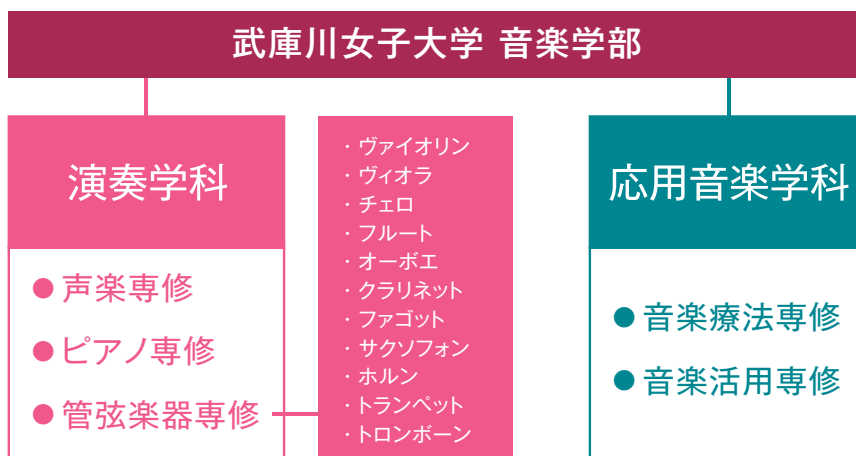 武庫川女子大学 音楽学部
演奏学科
●声楽専修
●ピアノ専修
●管弦楽器専修
・ヴァイオリン
・ヴィオラ
・チェロ
・フルート
・オーボエ
・クラリネット
・ファゴット
・サクソフォン
・ホルン
・トランペット
・トロンボーン
応用音楽学科
●音楽療法専修
●音楽活用専修